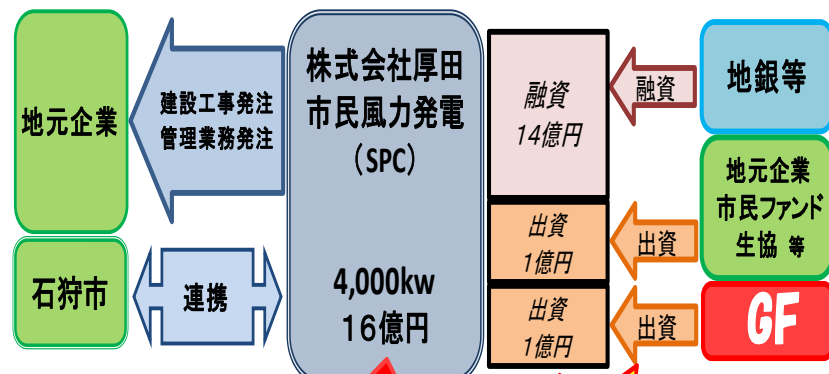 地元企業
建設工事発注
管理業務発注
株式会社厚田
市民風力発電
（SPC）
4,000kw
16億円
融資
14億円
融資
地銀等
出資
1億円
出資
地元企業
市民ファンド
生協 等
石狩市
連携
出資
1億円
出資
GF